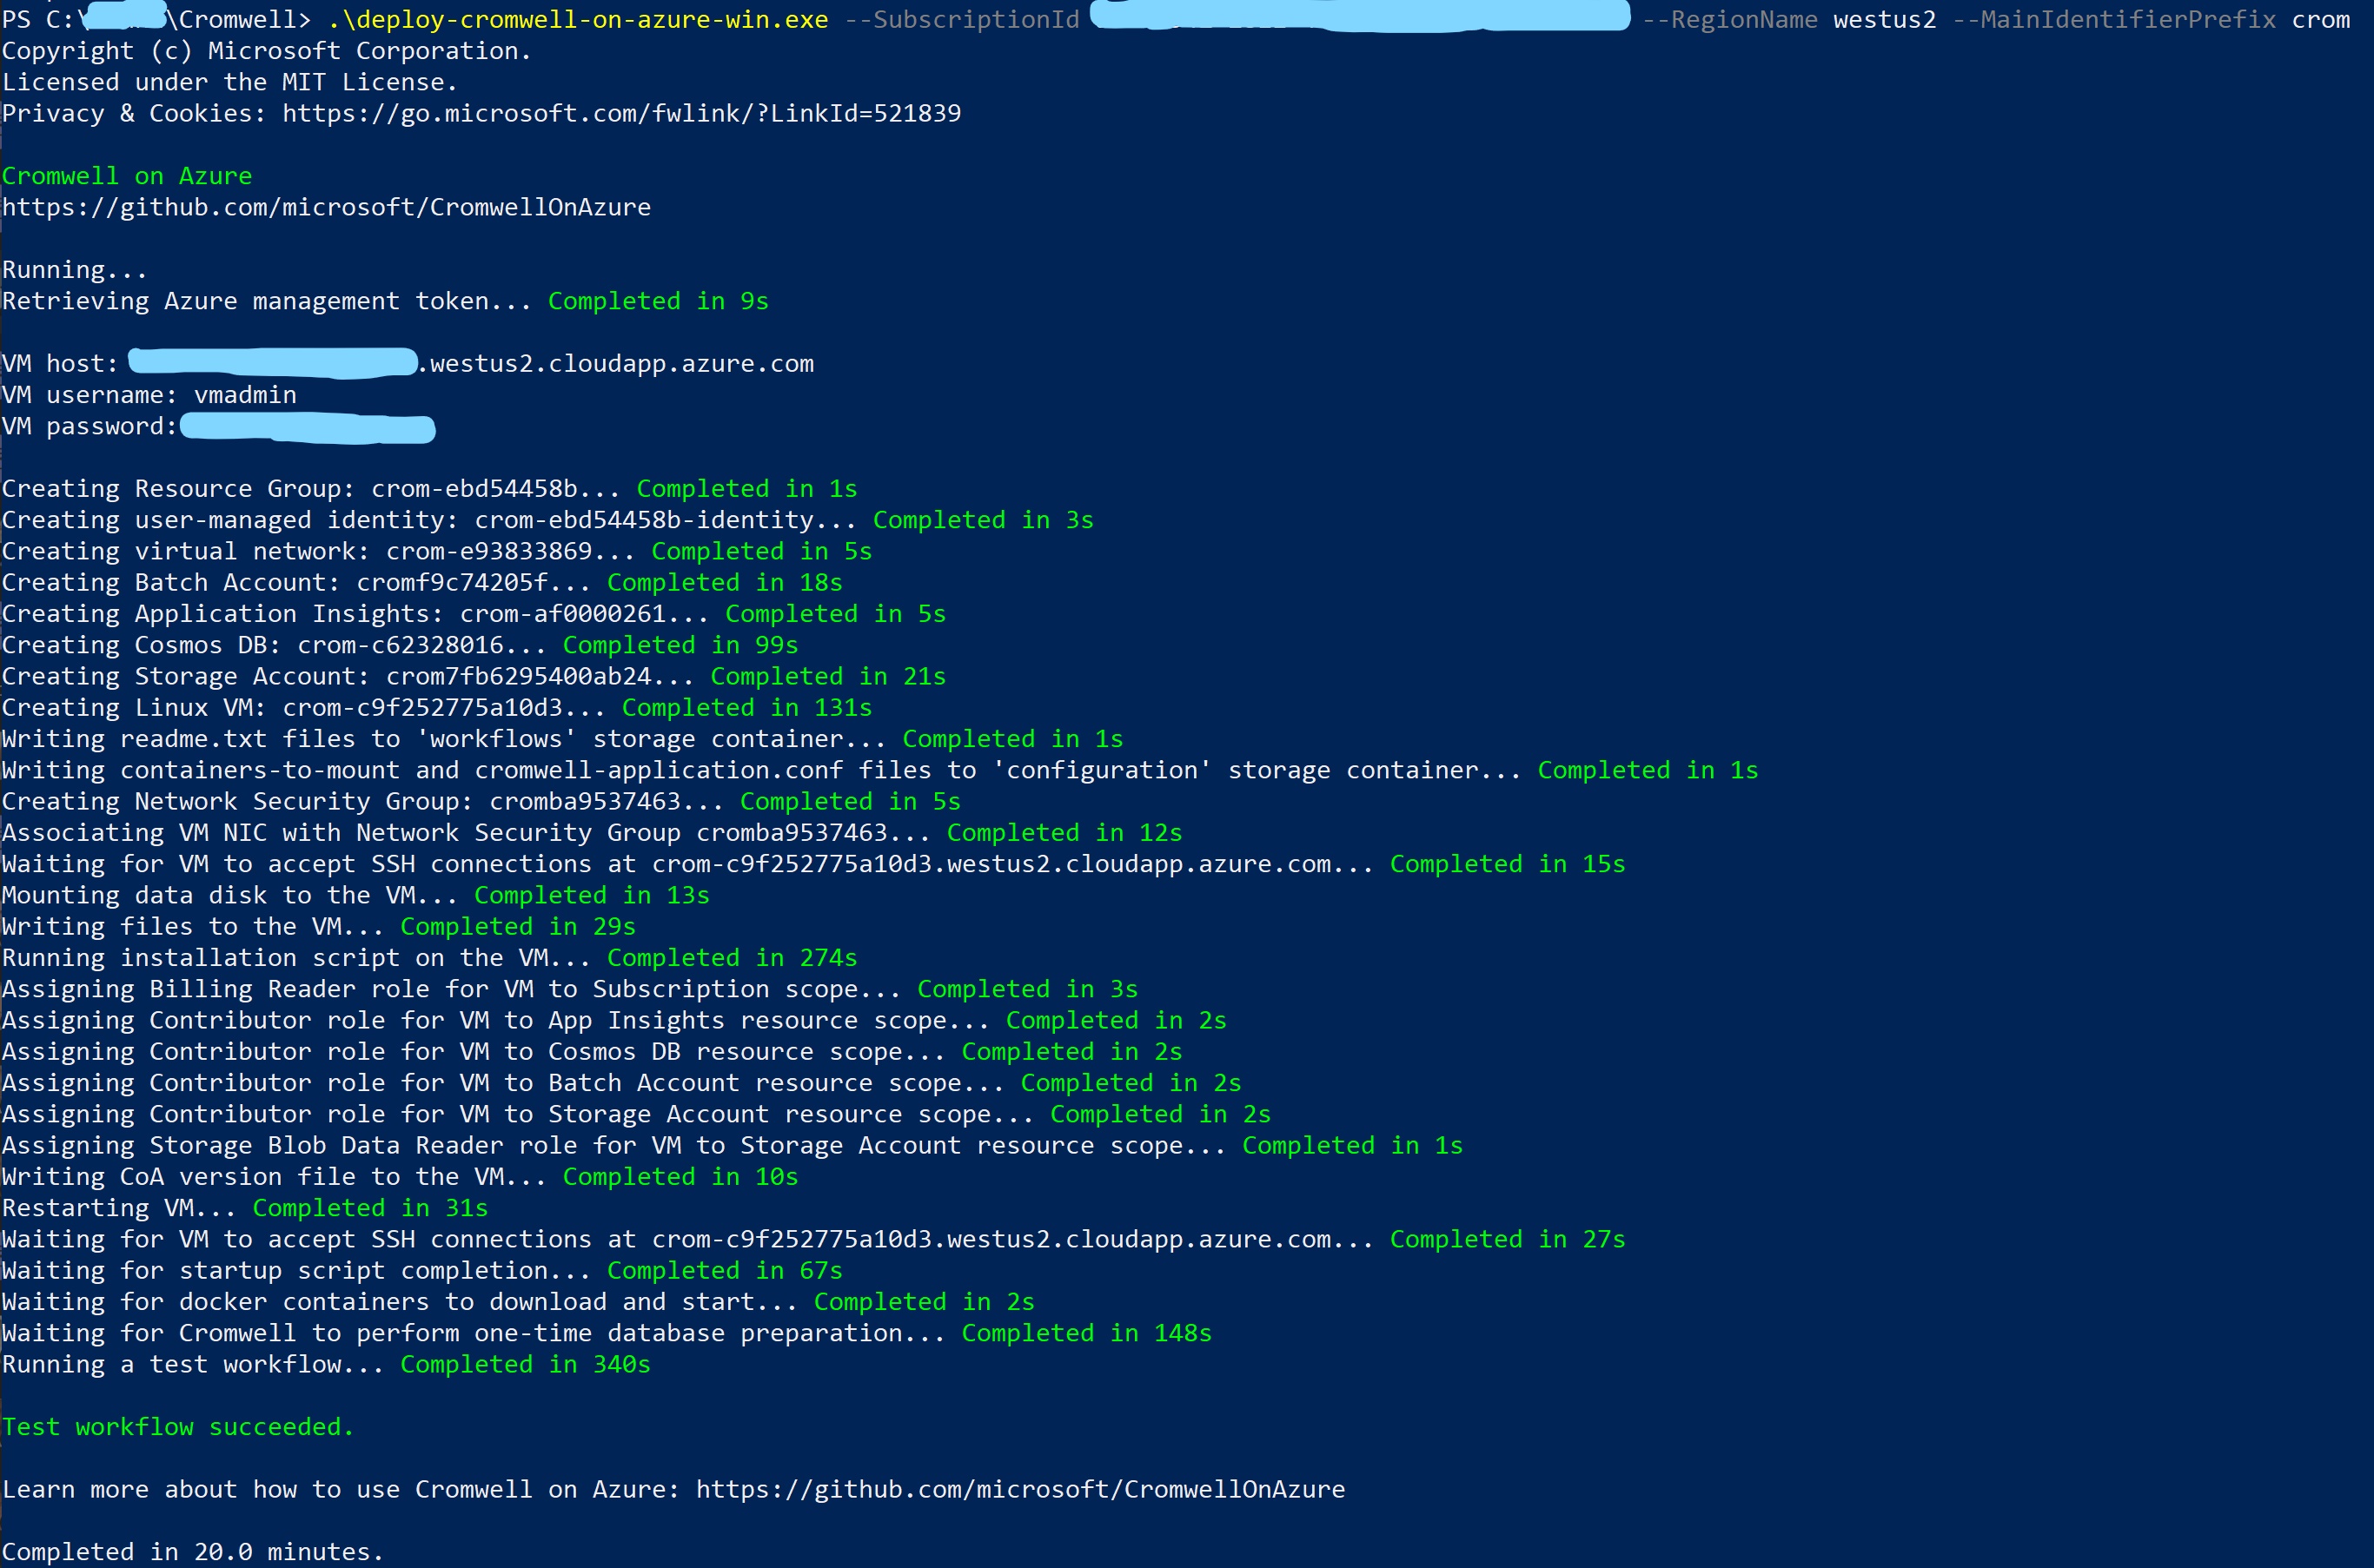 PS C:\ \Cromwell> .\deploy-cromwell-on-azure-win.exe --SubscriptionId --RegionName westus2 --MainIdentifierPrefix crom
Copyright (c) Microsoft Corporation.
Licensed under the MIT License.
Privacy & Cookies: https://go.microsoft.com/fwlink/?LinkId=521839
Cromwell on Azure
https://github.com/microsoft/CromwellOnAzure
Running...
Retrieving Azure management token... Completed in 9s
VM host: .westus2.cloudapp.azure.com
VM username: vmadmin
VM password:
Creating Resource Group: crom-ebd54458b... Completed in 1s
Creating user-managed identity: crom-ebd54458b-identity... Completed in 3s
Creating virtual network: crom-e93833869... Completed in 5s
Creating Batch Account: cromf9c74205f... Completed in 18s
Creating Application Insights: crom-af0000261... Completed in 5s
Creating Cosmos DB: crom-c62328016... Completed in 99s
Creating Storage Account: crom7fb6295400ab24... Completed in 21s
Creating Linux VM: crom-c9f252775a10d3... Completed in 131s
Writing readme.txt files to 'workflows' storage container... Completed in 1s
Writing containers-to-mount and cromwell-application.conf files to 'configuration' storage container... Completed in 1s
Creating Network Security Group: cromba9537463... Completed in 5s
Associating VM NIC with Network Security Group cromba9537463... Completed in 12s
Waiting for VM to accept SSH connections at crom-c9f252775a10d3.westus2.cloudapp.azure.com... Completed in 15s
Mounting data disk to the VM... Completed in 13s
Writing files to the VM... Completed in 29s
Running installation script on the VM... Completed in 274s
Assigning Billing Reader role for VM to Subscription scope... Completed in 3s
Assigning Contributor role for VM to App Insights resource scope... Completed in 2s
Assigning Contributor role for VM to Cosmos DB resource scope... Completed in 2s
Assigning Contributor role for VM to Batch Account resource scope... Completed in 2s
Assigning Contributor role for VM to Storage Account resource scope... Completed in 2s
Assigning Storage Blob Data Reader role for VM to Storage Account resource scope... Completed in 1s
Writing CoA version file to the VM... Completed in 10s
Restarting VM... Completed in 31s
Waiting for VM to accept SSH connections at crom-c9f252775a10d3.westus2.cloudapp.azure.com... Completed in 27s
Waiting for startup script completion... Completed in 67s
Waiting for docker containers to download and start... Completed in 2s
Waiting for Cromwell to perform one-time database preparation... Completed in 148s
Running a test workflow... Completed in 340s
Test workflow succeeded.
Learn more about how to use Cromwell on Azure: https://github.com/microsoft/CromwellOnAzure
Completed in 20.0 minutes.